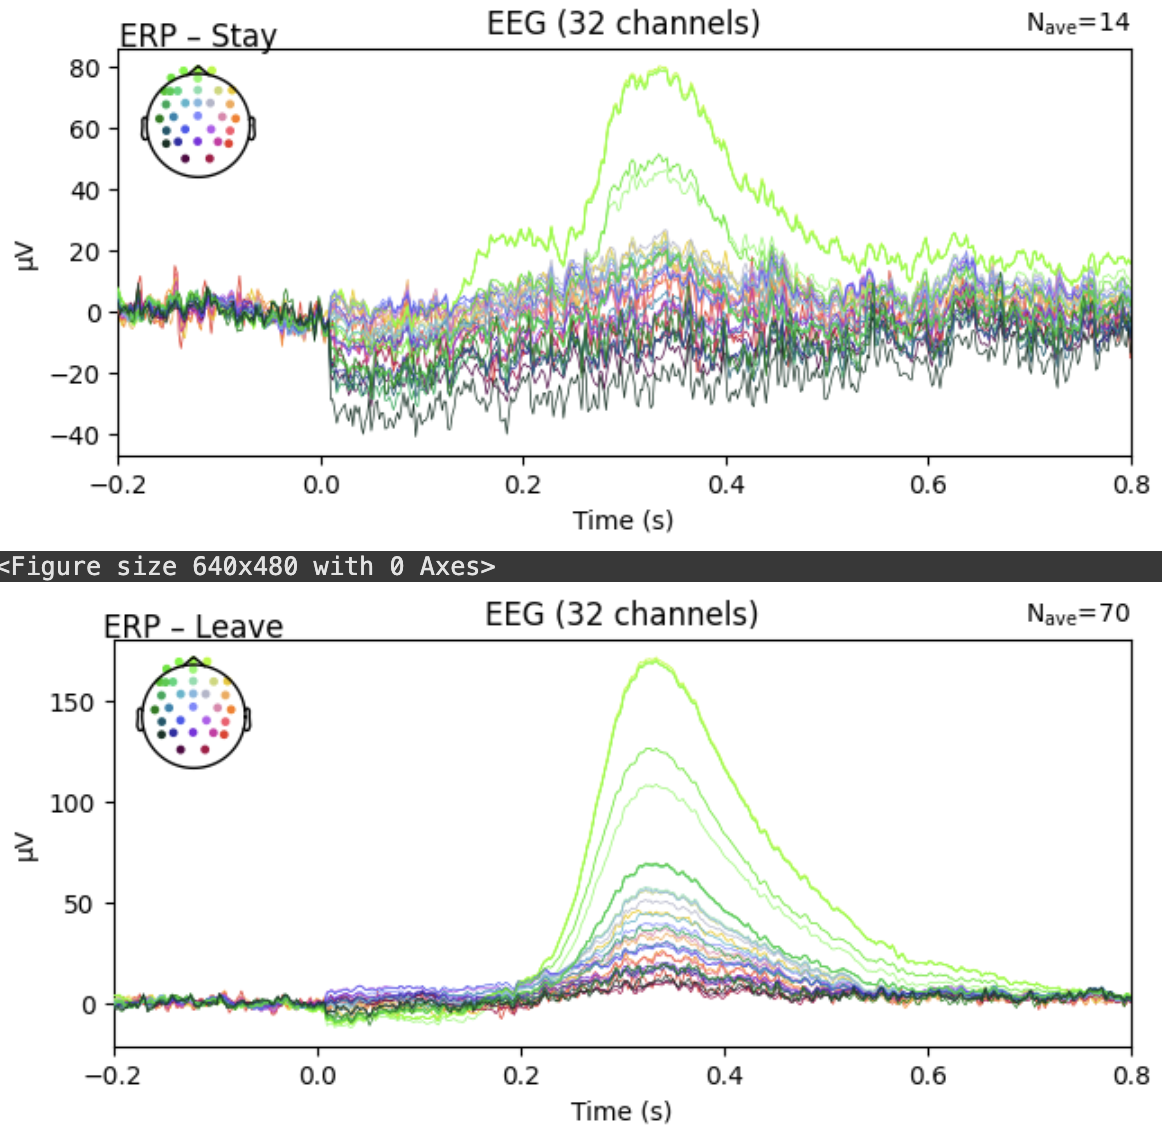 ERP – Stay
EEG (32 channels)
Nave=14
80
60
40
20
0
−20
−40
µV
−0.2 0.0 0.2 0.4 0.6 0.8
Time (s)
<Figure size 640x480 with 0 Axes>
ERP – Leave
EEG (32 channels)
Nave=70
150
100
50
0
µV
−0.2 0.0 0.2 0.4 0.6 0.8
Time (s)